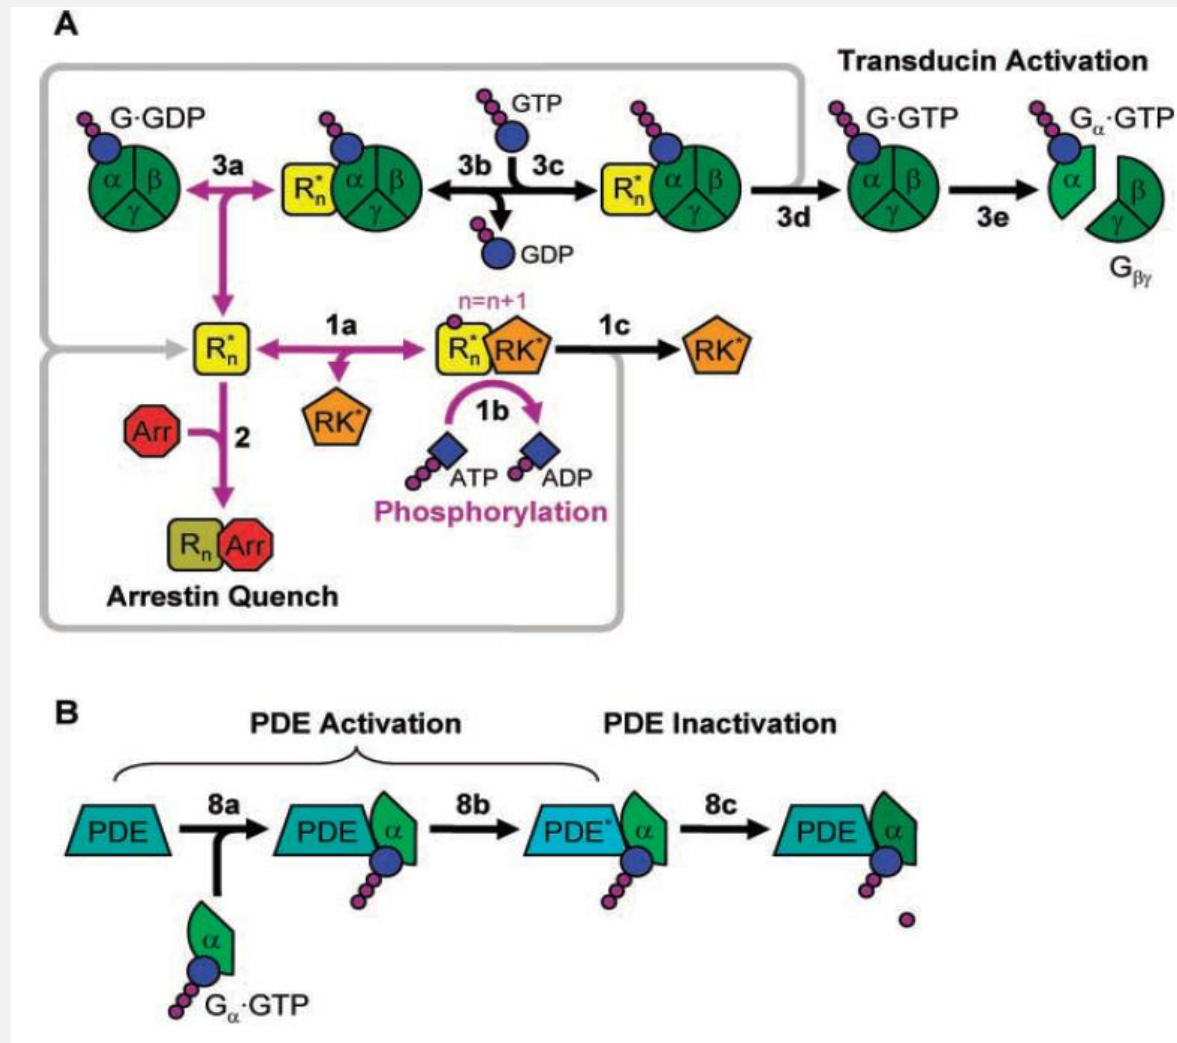 A
Transducin Activation
G·GDP
GTP
G·GTP
Gα·GTP
3a
3b
3c
α β γ
R*n α β γ
R*n α β γ
α β γ
α
β γ
3d
3e
GDP
Gβγ
n=n+1
1a
1c
R*n
R*n RK*
RK*
RK*
1b
Arr
2
ATP
ADP
Phosphorylation
Rn Arr
Arrestin Quench
B
PDE Activation
PDE Inactivation
8a
8b
8c
PDE
PDE α
PDE* α
PDE α
α
Gα·GTP